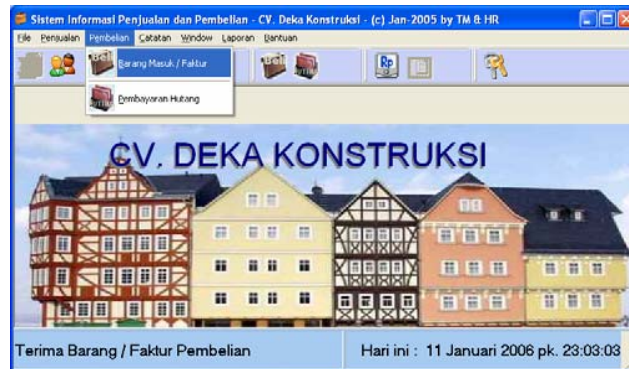 Sistem Informasi Penjualan dan Pembelian - CV. Deka Konstruksi - (c) Jan-2005 by TM & HR
File Penjualan Pembelian Catatan Window Laporan Bantuan
Beli Barang Masuk / Faktur
Pembayaran Hutang
Beli
Rp
CV. DEKA KONSTRUKSI
Terima Barang / Faktur Pembelian
Hari ini : 11 Januari 2006 pk. 23:03:03